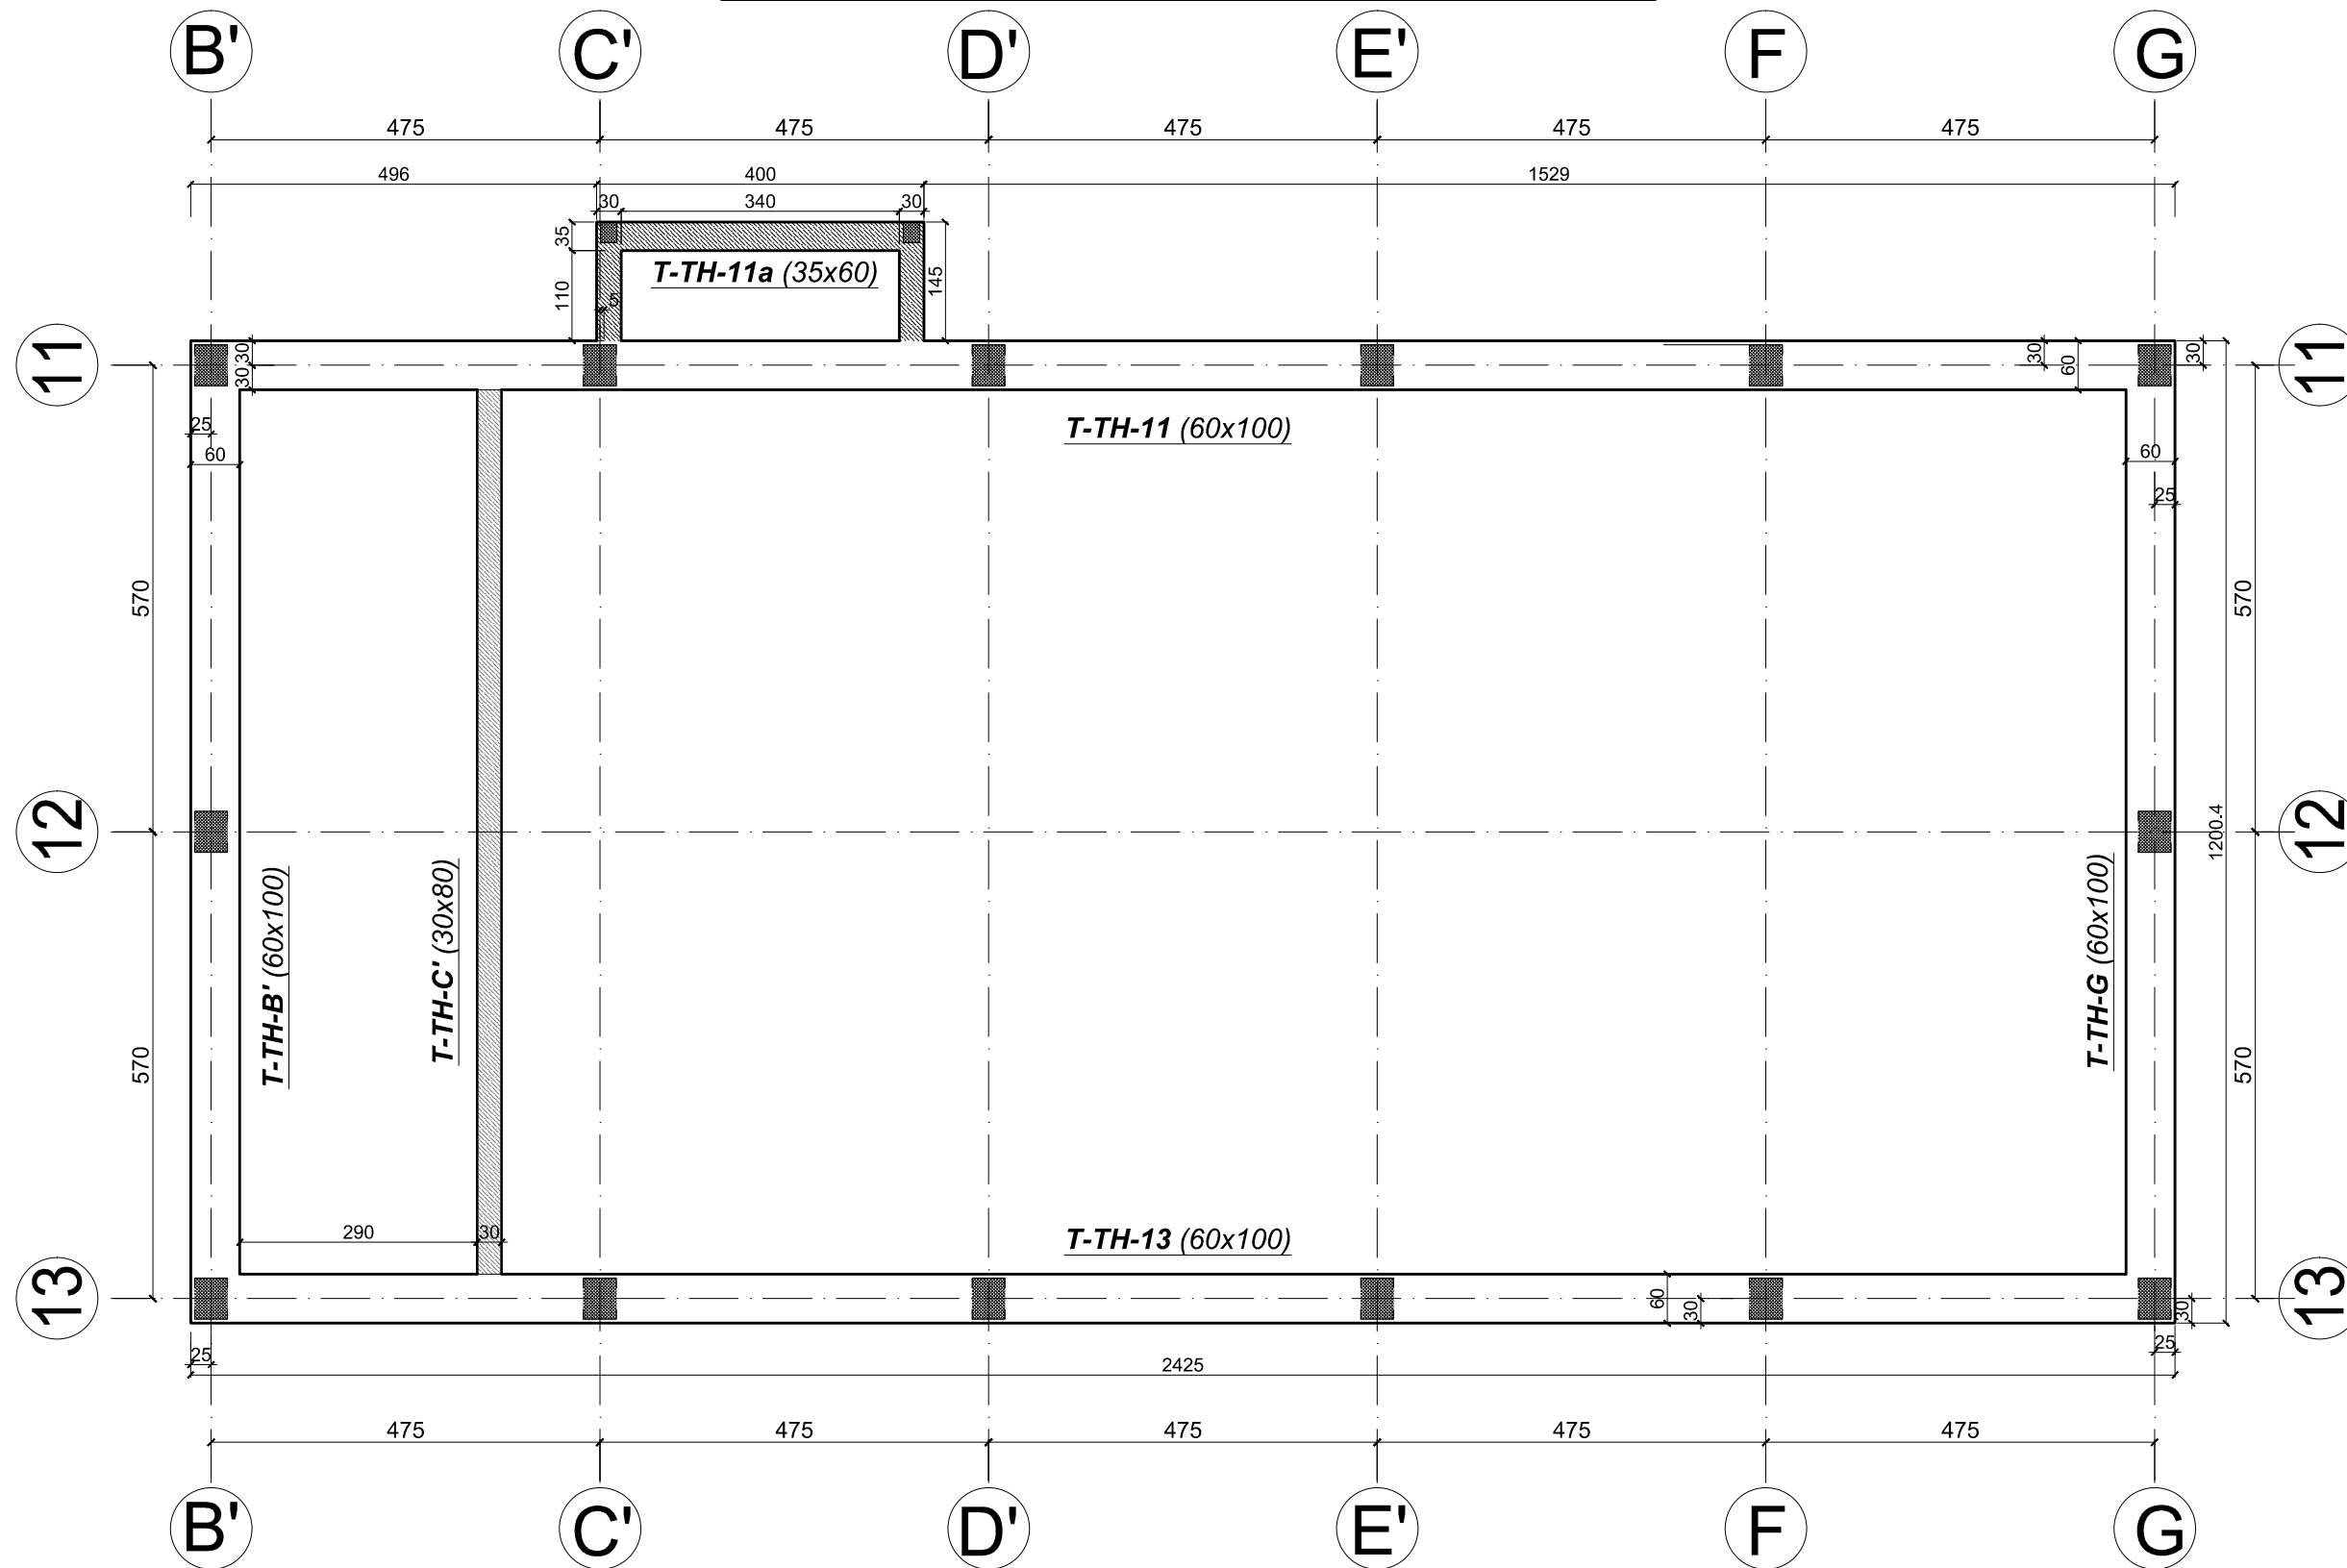 B' C' D' E' F G
475 475 475 475 475
496 400 1529
30 340 30
35
T-TH-11a (35x60)
110
145
5
11
30
30
30
60
30
11
25
60
T-TH-11 (60x100)
60
25
570
570
12
1200.4
12
T-TH-B' (60x100)
T-TH-C' (30x80)
T-TH-G (60x100)
570
570
290 30
T-TH-13 (60x100)
13
60
30
30
13
25
25
2425
475 475 475 475 475
B' C' D' E' F G